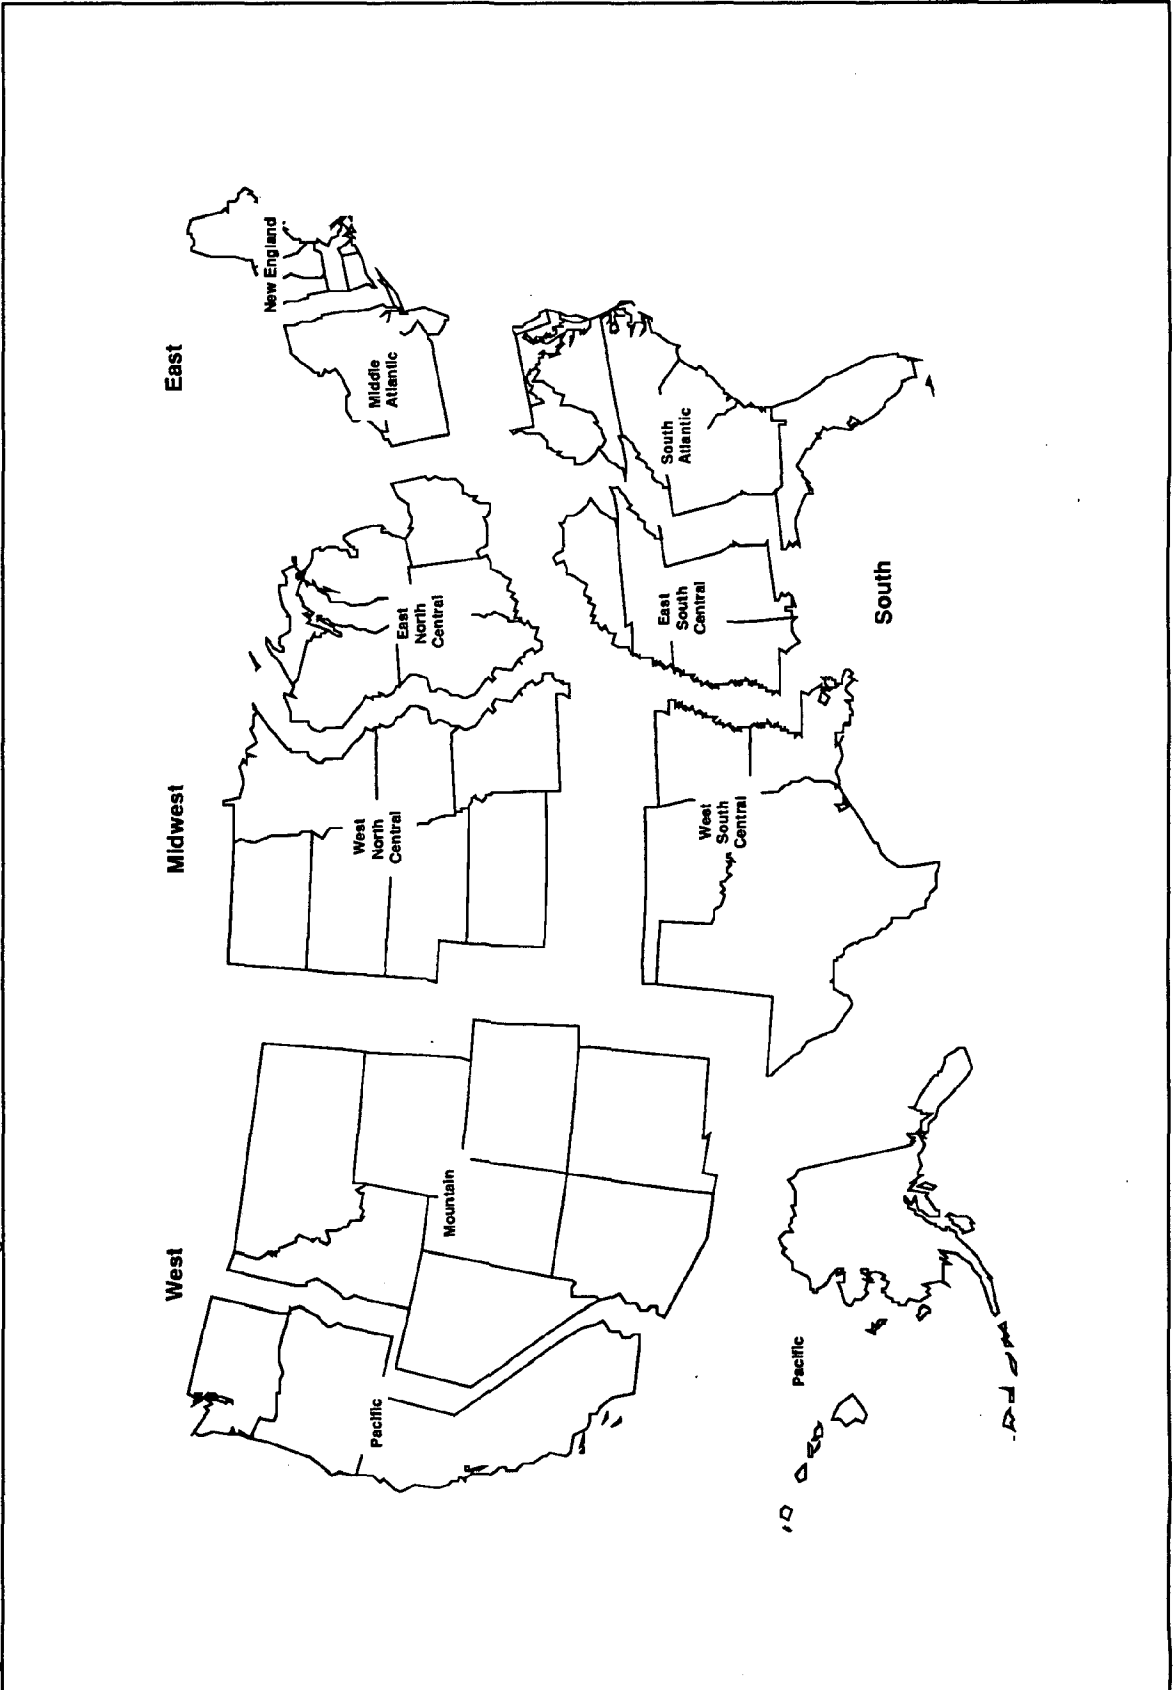 West
Midwest
East
New England
Middle
Atlantic
Pacific
Mountain
West
North
Central
East
North
Central
West
South
Central
East
South
Central
South
Atlantic
Pacific
South